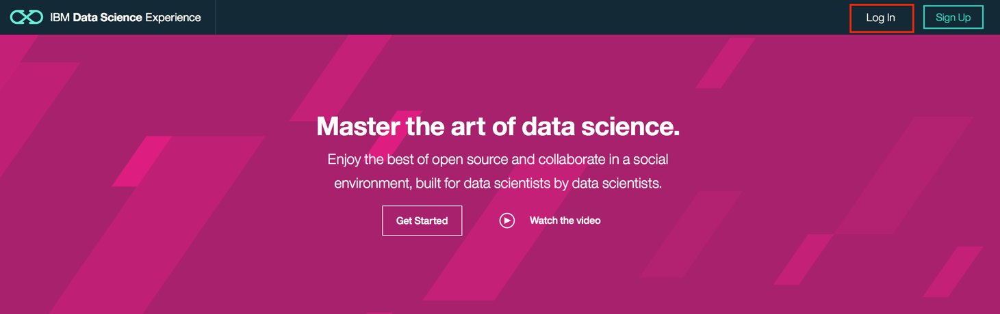 IBM Data Science Experience
Log In
Sign Up
Master the art of data science.
Enjoy the best of open source and collaborate in a social
environment, built for data scientists by data scientists.
Get Started
Watch the video